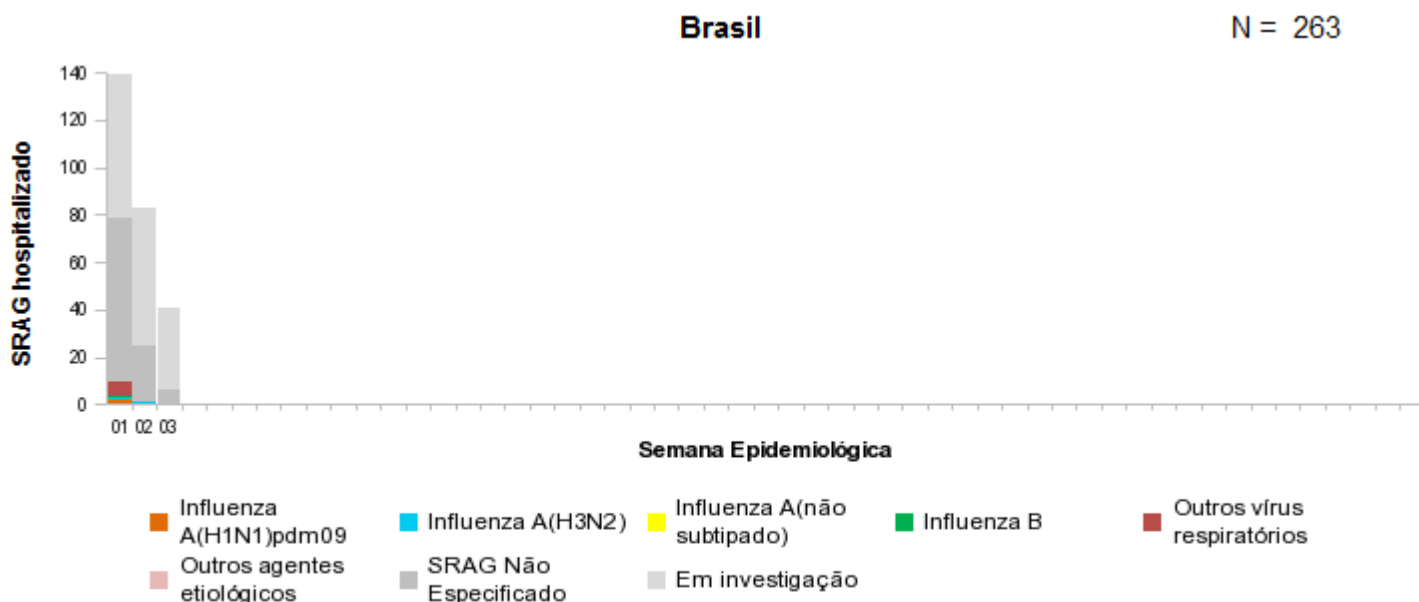 Brasil
N = 263
SRAG hospitalizado
140
120
100
80
60
40
20
0
01 02 03
Semana Epidemiológica
Influenza
A(H1N1)pdm09
Influenza A(H3N2)
Influenza A(não
subtipado)
Influenza B
Outros vírus
respiratórios
Outros agentes
etiológicos
SRAG Não
Especificado
Em investigação